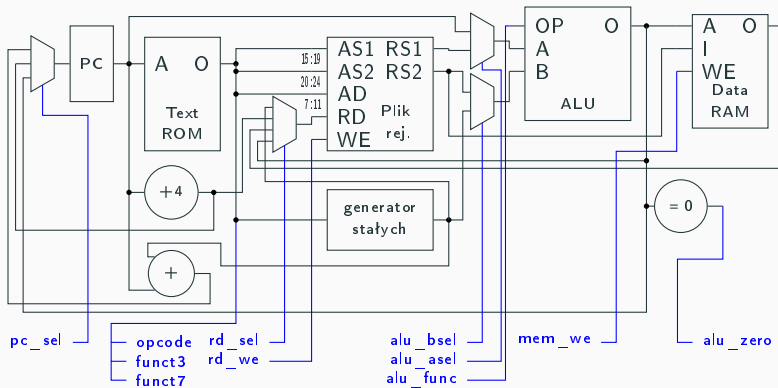 PC
A O
Text
ROM
15:19
20:24
7:11
AS1 RS1
AS2 RS2
AD
RD
WE
Plik
rej.
OP O
A
B
ALU
A O
I
WE
Data
RAM
+4
+
generator
stałych
= 0
pc_sel
opcode
funct3
funct7
rd_sel
rd_we
alu_bsel
alu_asel
alu_func
mem_we
alu_zero